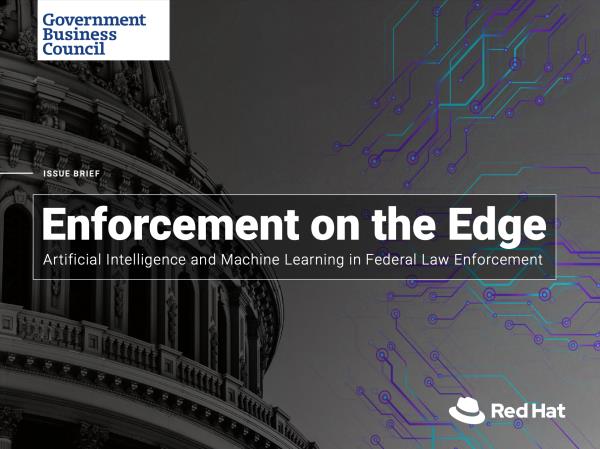 Government
Business
Council
ISSUE BRIEF
Enforcement on the Edge
Artificial Intelligence and Machine Learning in Federal Law Enforcement
Red Hat